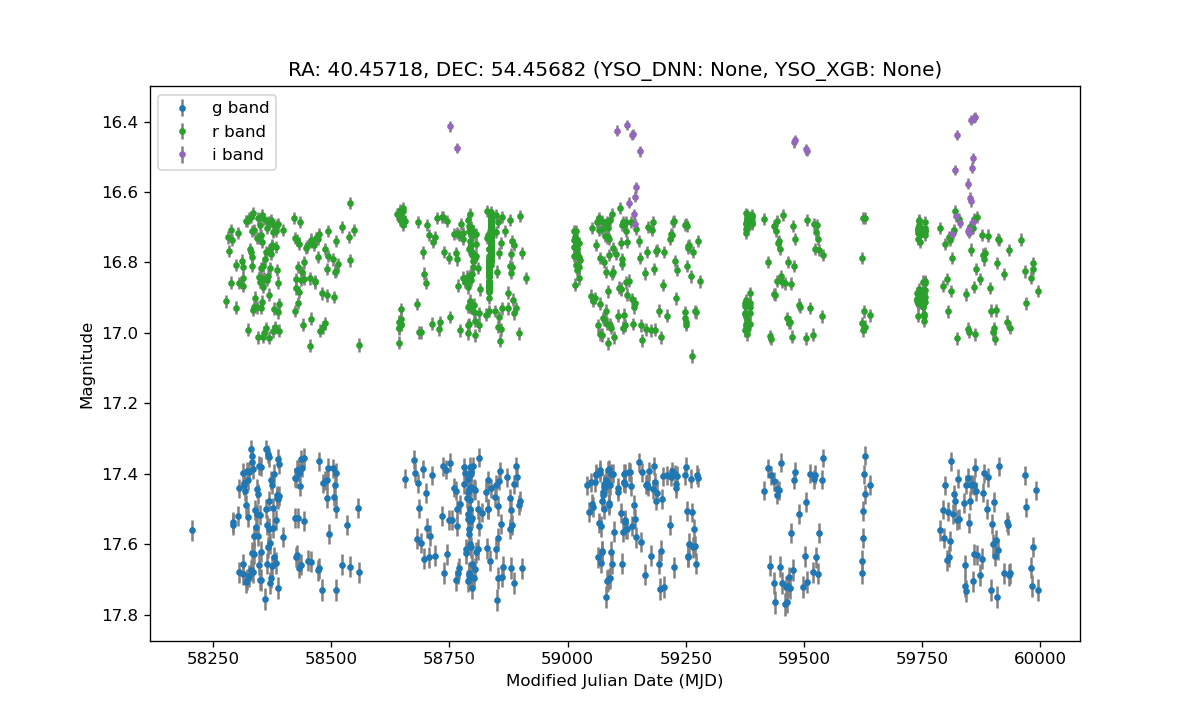 RA: 40.45718, DEC: 54.45682 (YSO_DNN: None, YSO_XGB: None)
g band
r band
i band
16.4
16.6
16.8
17.0
17.2
17.4
17.6
17.8
Magnitude
58250 58500 58750 59000 59250 59500 59750 60000
Modified Julian Date (MJD)